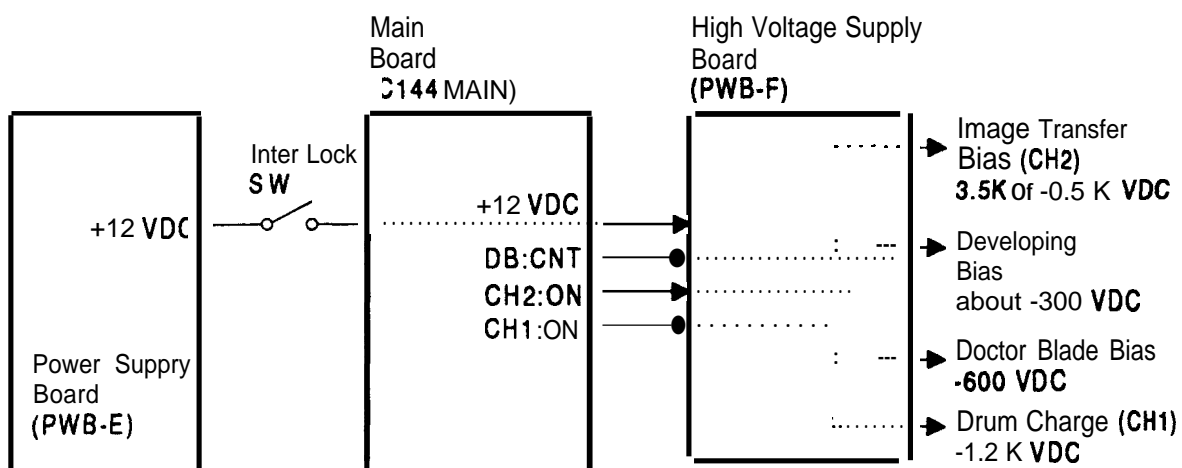 Main
Board
C144 MAIN)
High Voltage Supply
Board
(PWB-F)
Inter Lock
SW
+12 VDC
+12 VDC
DB:CNT
CH2:ON
CH1:ON
Power Suppry
Board
(PWB-E)
Image Transfer
Bias (CH2)
3.5K of -0.5 K VDC
Developing
Bias
about -300 VDC
Doctor Blade Bias
-600 VDC
Drum Charge (CH1)
-1.2 K VDC